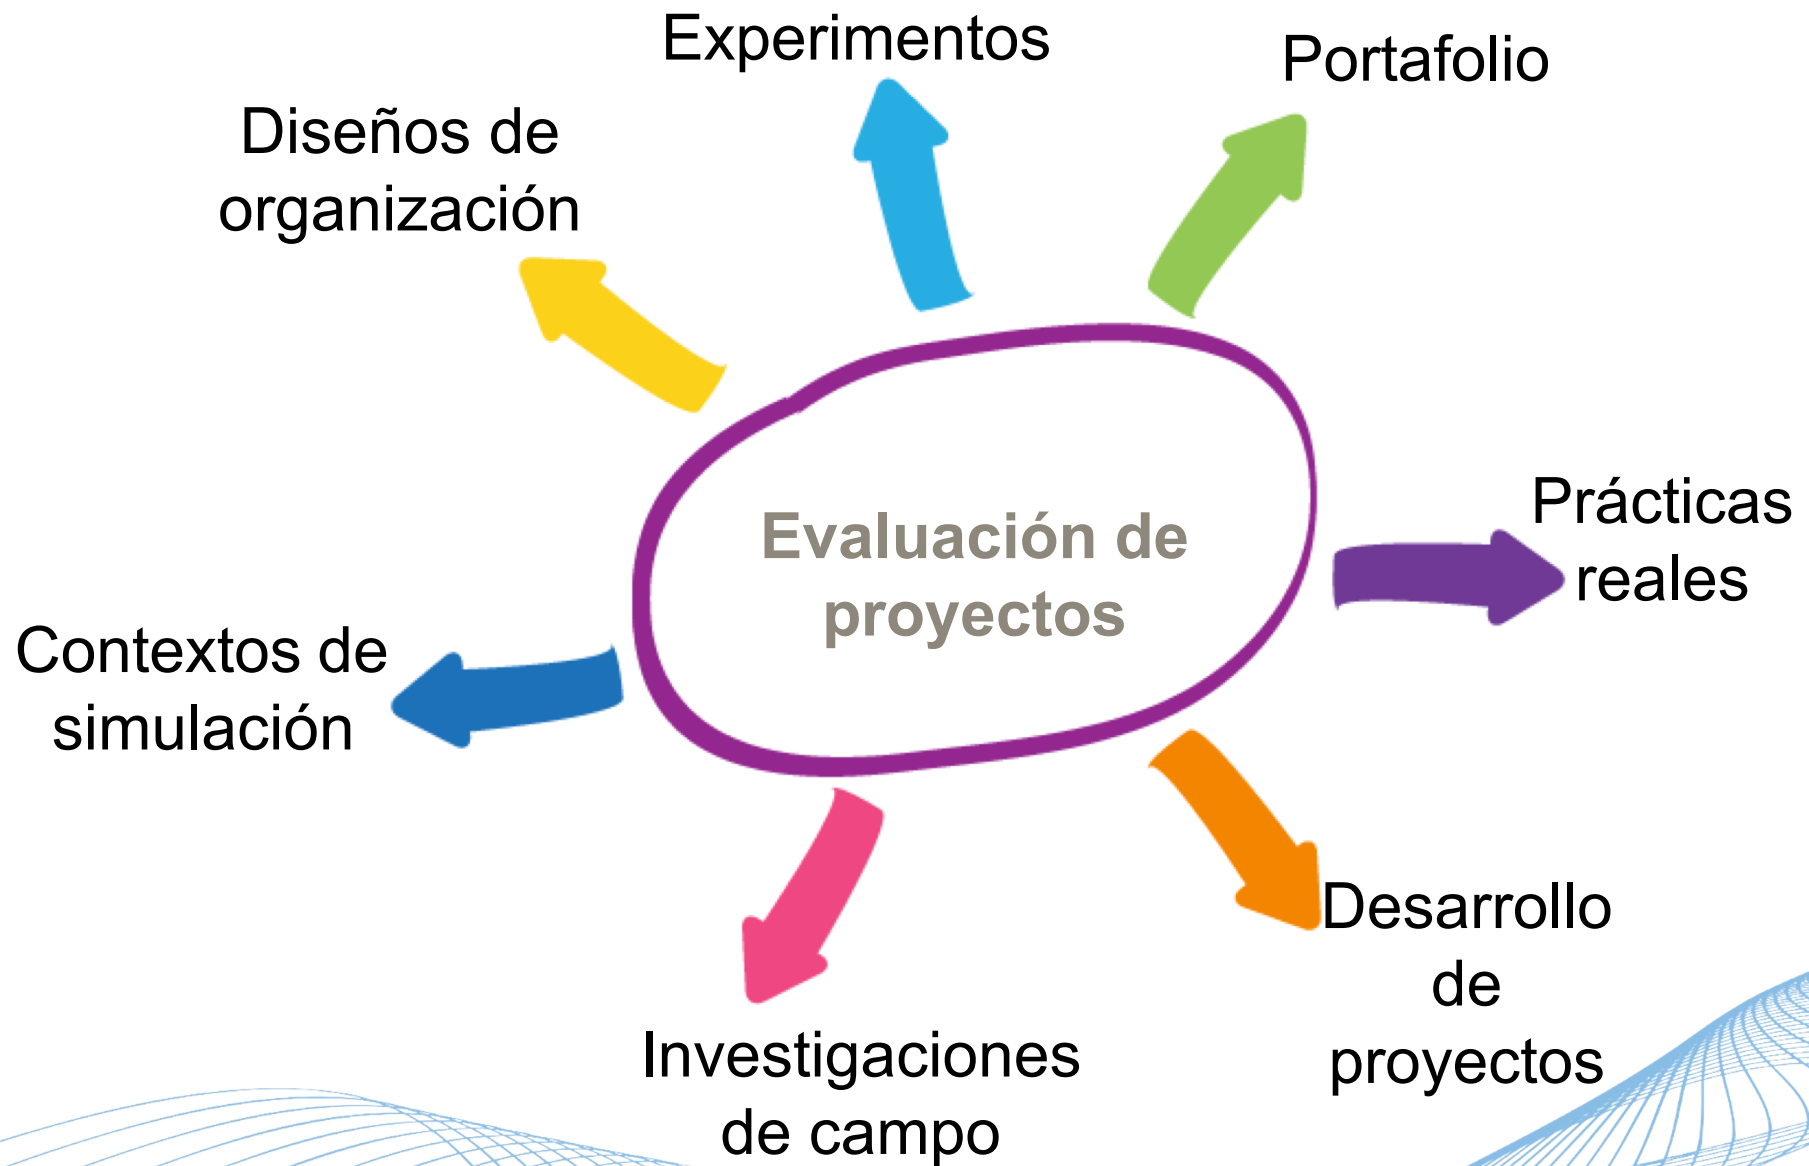 Experimentos
Portafolio
Diseños de
organización
Prácticas
reales
Evaluación de
proyectos
Contextos de
simulación
Desarrollo
de
proyectos
Investigaciones
de campo